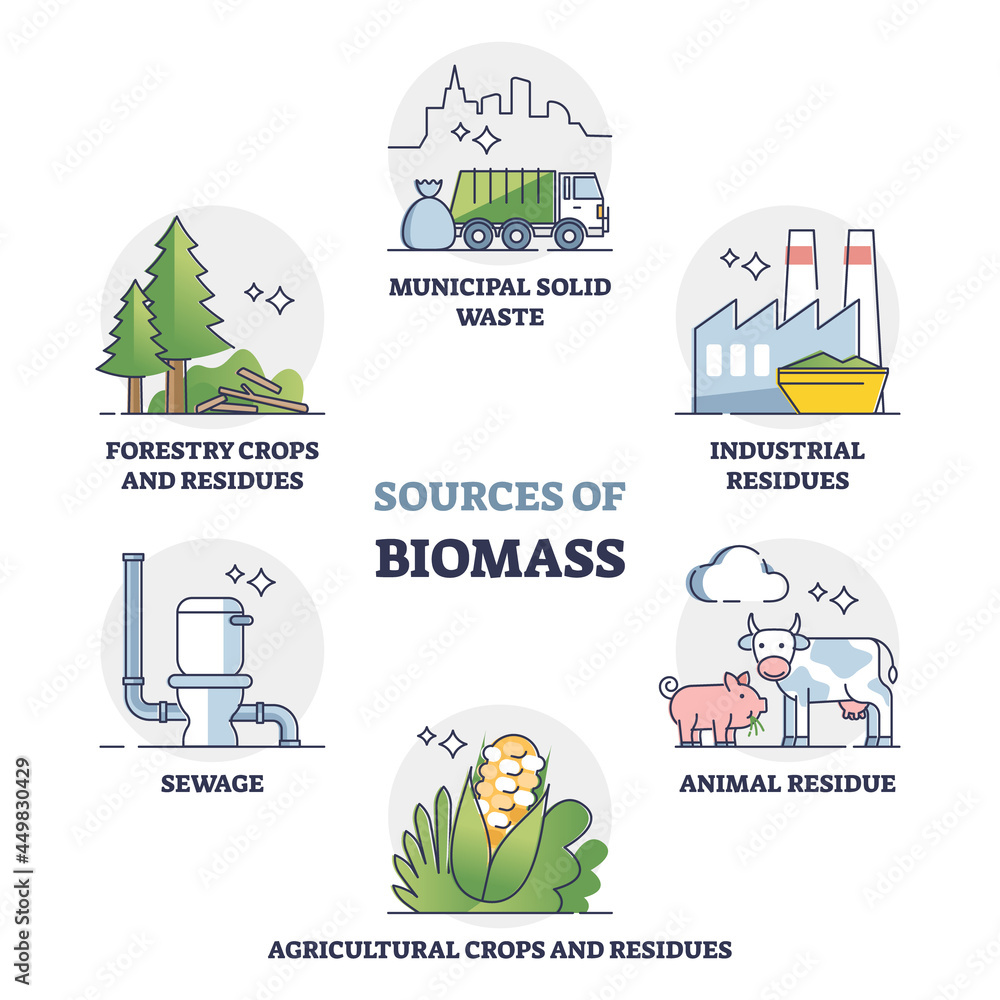 MUNICIPAL SOLID
WASTE
FORESTRY CROPS
AND RESIDUES
INDUSTRIAL
RESIDUES
SOURCES OF
BIOMASS
SEWAGE
ANIMAL RESIDUE
AGRICULTURAL CROPS AND RESIDUES
Adobe Stock | #449830429